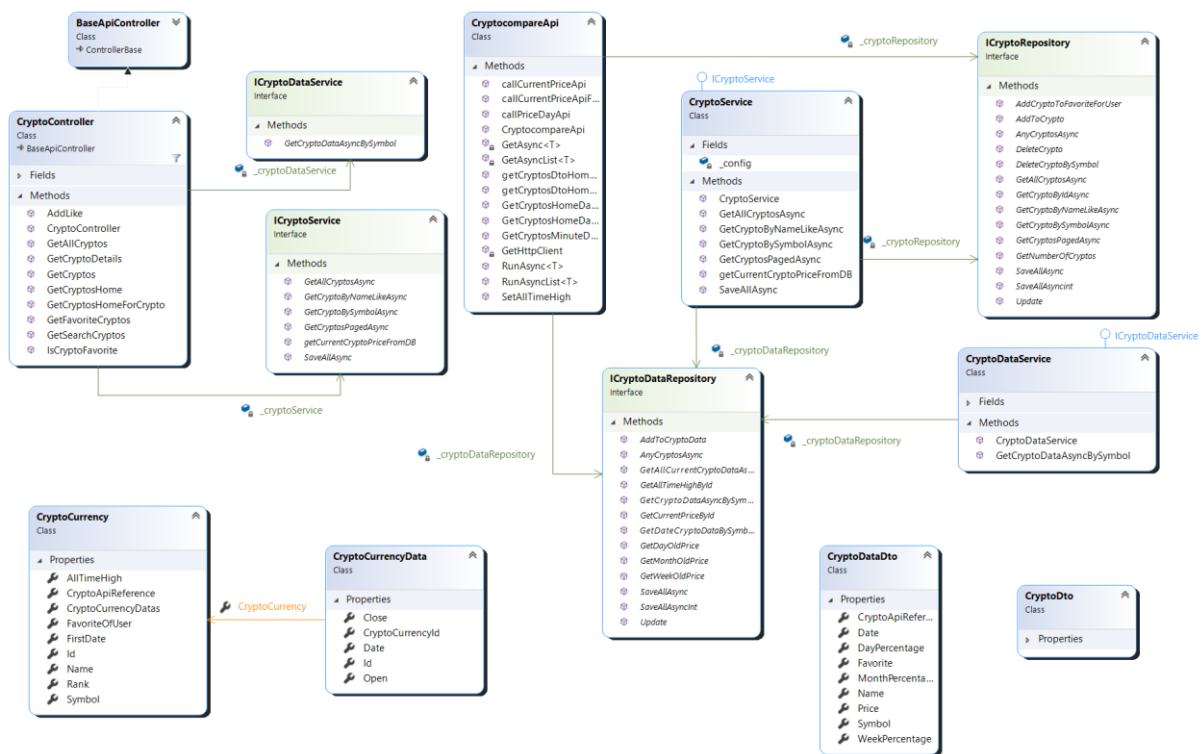 BaseApiController
Class
ControllerBase
CryptoController
Class
BaseApiController
Fields
Methods
AddLike
CryptoController
GetAllCryptos
GetCryptoDetails
GetCryptos
GetCryptosHome
GetCryptosHomeForCrypto
GetFavoriteCryptos
GetSearchCryptos
IsCryptoFavorite
ICryptoDataService
Interface
Methods
GetCryptoDataAsyncBySymbol
_cryptoDataService
ICryptoService
Interface
Methods
GetAllCryptosAsync
GetCryptoByNameLikeAsync
GetCryptoBySymbolAsync
GetCryptosPagedAsync
getCurrentCryptoPriceFromDB
SaveAllAsync
_cryptoService
CryptocompareApi
Class
Methods
callCurrentPriceApi
callCurrentPriceApiF...
callPriceDayApi
CryptocompareApi
GetAsync<T>
GetAsyncList<T>
getCryptosDtoHom...
getCryptosDtoHom...
GetCryptosHomeDa...
GetCryptosHomeDa...
GetCryptosMinuteD...
GetHttpClient
RunAsync<T>
RunAsyncList<T>
SetAllTimeHigh
_cryptoRepository
ICryptoService
CryptoService
Class
Fields
_config
Methods
CryptoService
GetAllCryptosAsync
GetCryptoByNameLikeAsync
GetCryptoBySymbolAsync
GetCryptosPagedAsync
getCurrentCryptoPriceFromDB
SaveAllAsync
_cryptoRepository
ICryptoRepository
Interface
Methods
AddCryptoToFavoriteForUser
AddToCrypto
AnyCryptosAsync
DeleteCrypto
DeleteCryptoBySymbol
GetAllCryptosAsync
GetCryptoByIdAsync
GetCryptoByNameLikeAsync
GetCryptoBySymbolAsync
GetCryptosPagedAsync
GetNumberOfCryptos
SaveAllAsync
SaveAllAsyncint
Update
_cryptoDataRepository
ICryptoDataRepository
Interface
Methods
AddToCryptoData
AnyCryptosAsync
GetAllCurrentCryptoDataAs...
GetAllTimeHighById
GetCryptoDataAsyncBySym...
GetCurrentPriceById
GetDateCryptoDataBySymb...
GetDayOldPrice
GetMonthOldPrice
GetWeekOldPrice
SaveAllAsync
SaveAllAsyncInt
Update
_cryptoDataRepository
ICryptoDataService
CryptoDataService
Class
Fields
Methods
CryptoDataService
GetCryptoDataAsyncBySymbol
_cryptoDataRepository
CryptoCurrency
Class
Properties
AllTimeHigh
CryptoApiReference
CryptoCurrencyDatas
FavoriteOfUser
FirstDate
Id
Name
Rank
Symbol
CryptoCurrency
CryptoCurrencyData
Class
Properties
Close
CryptoCurrencyId
Date
Id
Open
CryptoDataDto
Class
Properties
CryptoApiRefer...
Date
DayPercentage
Favorite
MonthPercenta...
Name
Price
Symbol
WeekPercentage
CryptoDto
Class
Properties